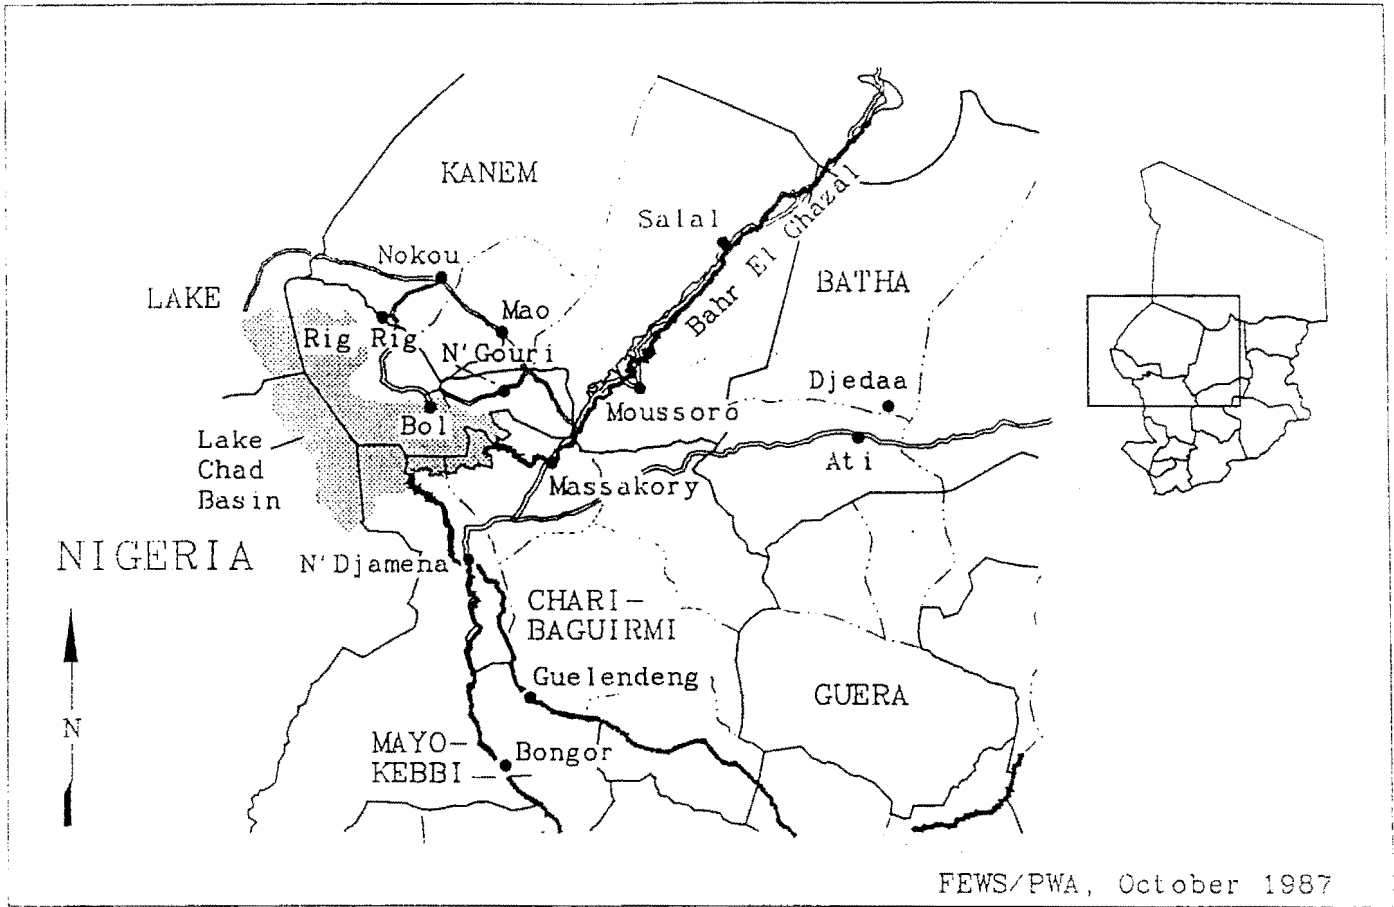 KANEM
Salal
Bahr El Ghazal
Nokou
BATHA
LAKE
Mao
Rig Rig
N'Gouri
Djedaa
Moussoro
Bol
Lake
Chad
Basin
Ati
Massakory
NIGERIA
N'Djamena
CHARI-
BAGUIRMI
Guelendeng
GUERA
N
MAYO-
KEBBI
Bongor
FEWS/PWA, October 1987